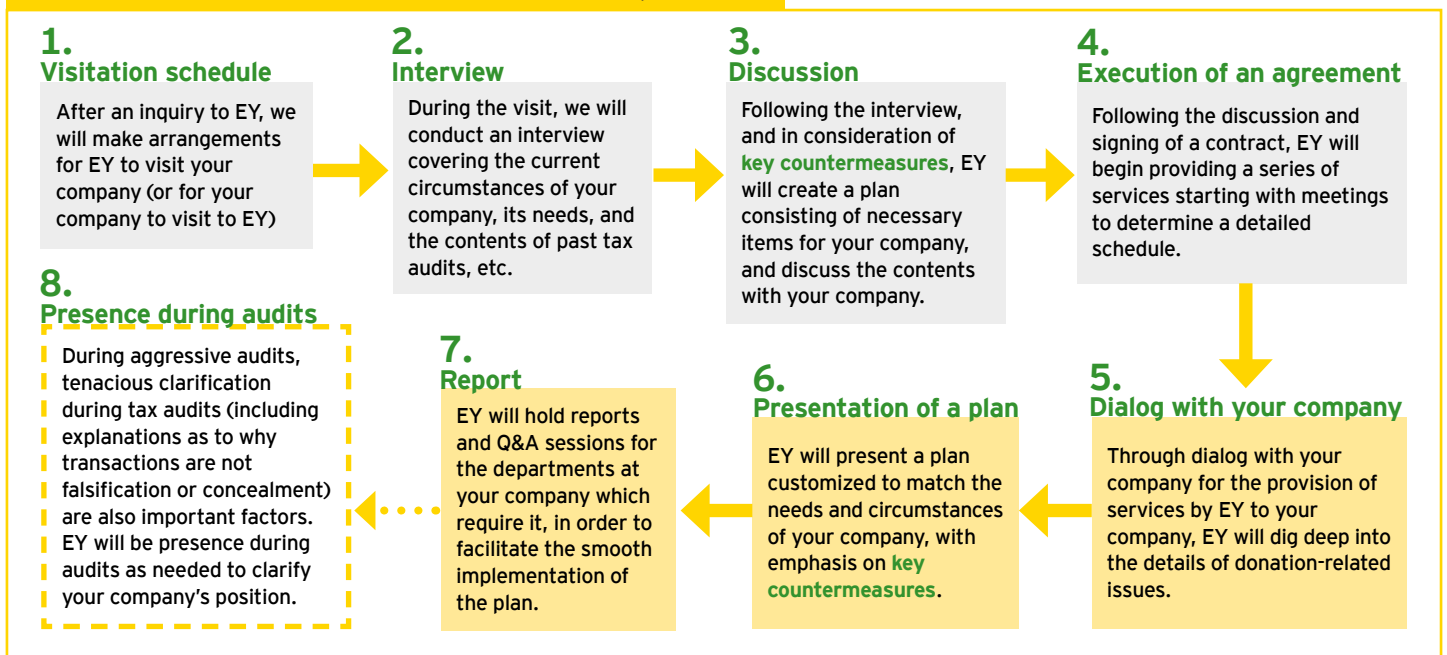 1.
Visitation schedule
After an inquiry to EY, we
will make arrangements
for EY to visit your
company (or for your
company to visit to EY)
2.
Interview
During the visit, we will
conduct an interview
covering the current
circumstances of your
company, its needs, and
the contents of past tax
audits, etc.
3.
Discussion
Following the interview,
and in consideration of
key countermeasures, EY
will create a plan
consisting of necessary
items for your company,
and discuss the contents
with your company.
4.
Execution of an agreement
Following the discussion and
signing of a contract, EY will
begin providing a series of
services starting with meetings
to determine a detailed
schedule.
5.
Dialog with your company
Through dialog with your
company for the provision of
services by EY to your
company, EY will dig deep into
the details of donation-related
issues.
6.
Presentation of a plan
EY will present a plan
customized to match the
needs and circumstances
of your company, with
emphasis on key
countermeasures.
7.
Report
EY will hold reports
and Q&A sessions for
the departments at
your company which
require it, in order to
facilitate the smooth
implementation of
the plan.
8.
Presence during audits
During aggressive audits,
tenacious clarification
during tax audits (including
explanations as to why
transactions are not
falsification or concealment)
are also important factors.
EY will be presence during
audits as needed to clarify
your company's position.